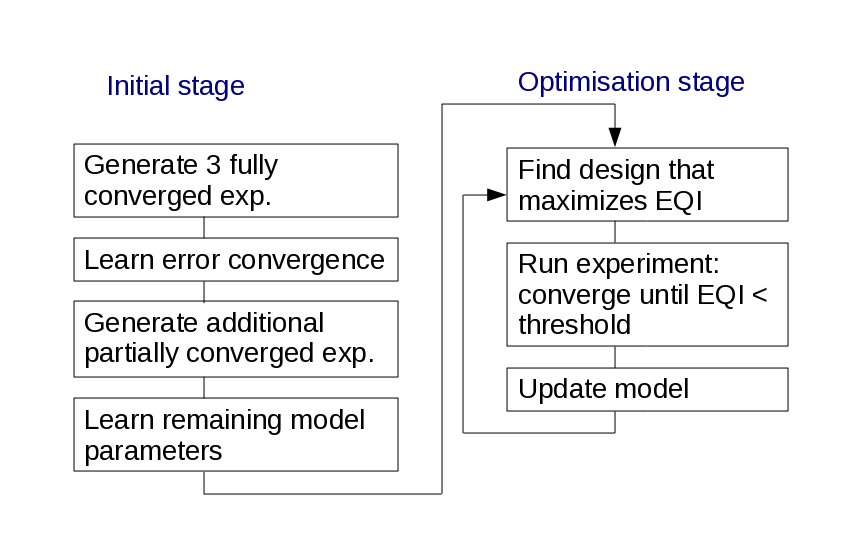 Initial stage
Generate 3 fully
converged exp.
Learn error convergence
Generate additional
partially converged exp.
Learn remaining model
parameters
Optimisation stage
Find design that
maximizes EQI
Run experiment:
converge until EQI <
threshold
Update model